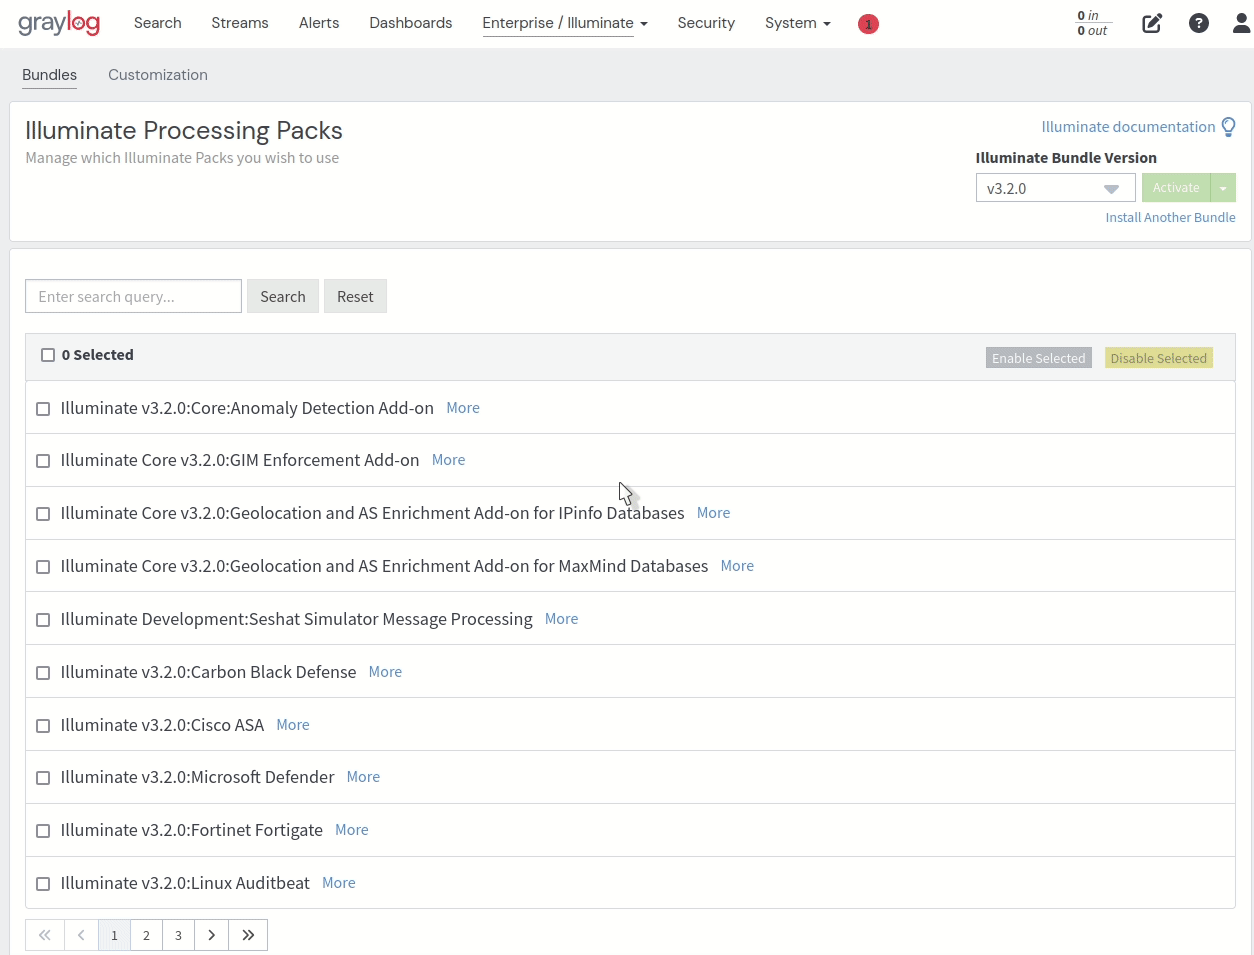 graylog Search Streams Alerts Dashboards Enterprise / Illuminate Security System 1 0 in
0 out
Bundles Customization
Illuminate Processing Packs
Manage which Illuminate Packs you wish to use
Illuminate documentation
Illuminate Bundle Version
v3.2.0 Activate
Install Another Bundle
Enter search query... Search Reset
0 Selected Enable Selected Disable Selected
Illuminate v3.2.0:Core:Anomaly Detection Add-on More
Illuminate Core v3.2.0:GIM Enforcement Add-on More
Illuminate Core v3.2.0:Geolocation and AS Enrichment Add-on for IPinfo Databases More
Illuminate Core v3.2.0:Geolocation and AS Enrichment Add-on for MaxMind Databases More
Illuminate Development:Seshat Simulator Message Processing More
Illuminate v3.2.0:Carbon Black Defense More
Illuminate v3.2.0:Cisco ASA More
Illuminate v3.2.0:Microsoft Defender More
Illuminate v3.2.0:Fortinet Fortigate More
Illuminate v3.2.0:Linux Auditbeat More
« ‹ 1 2 3 › »